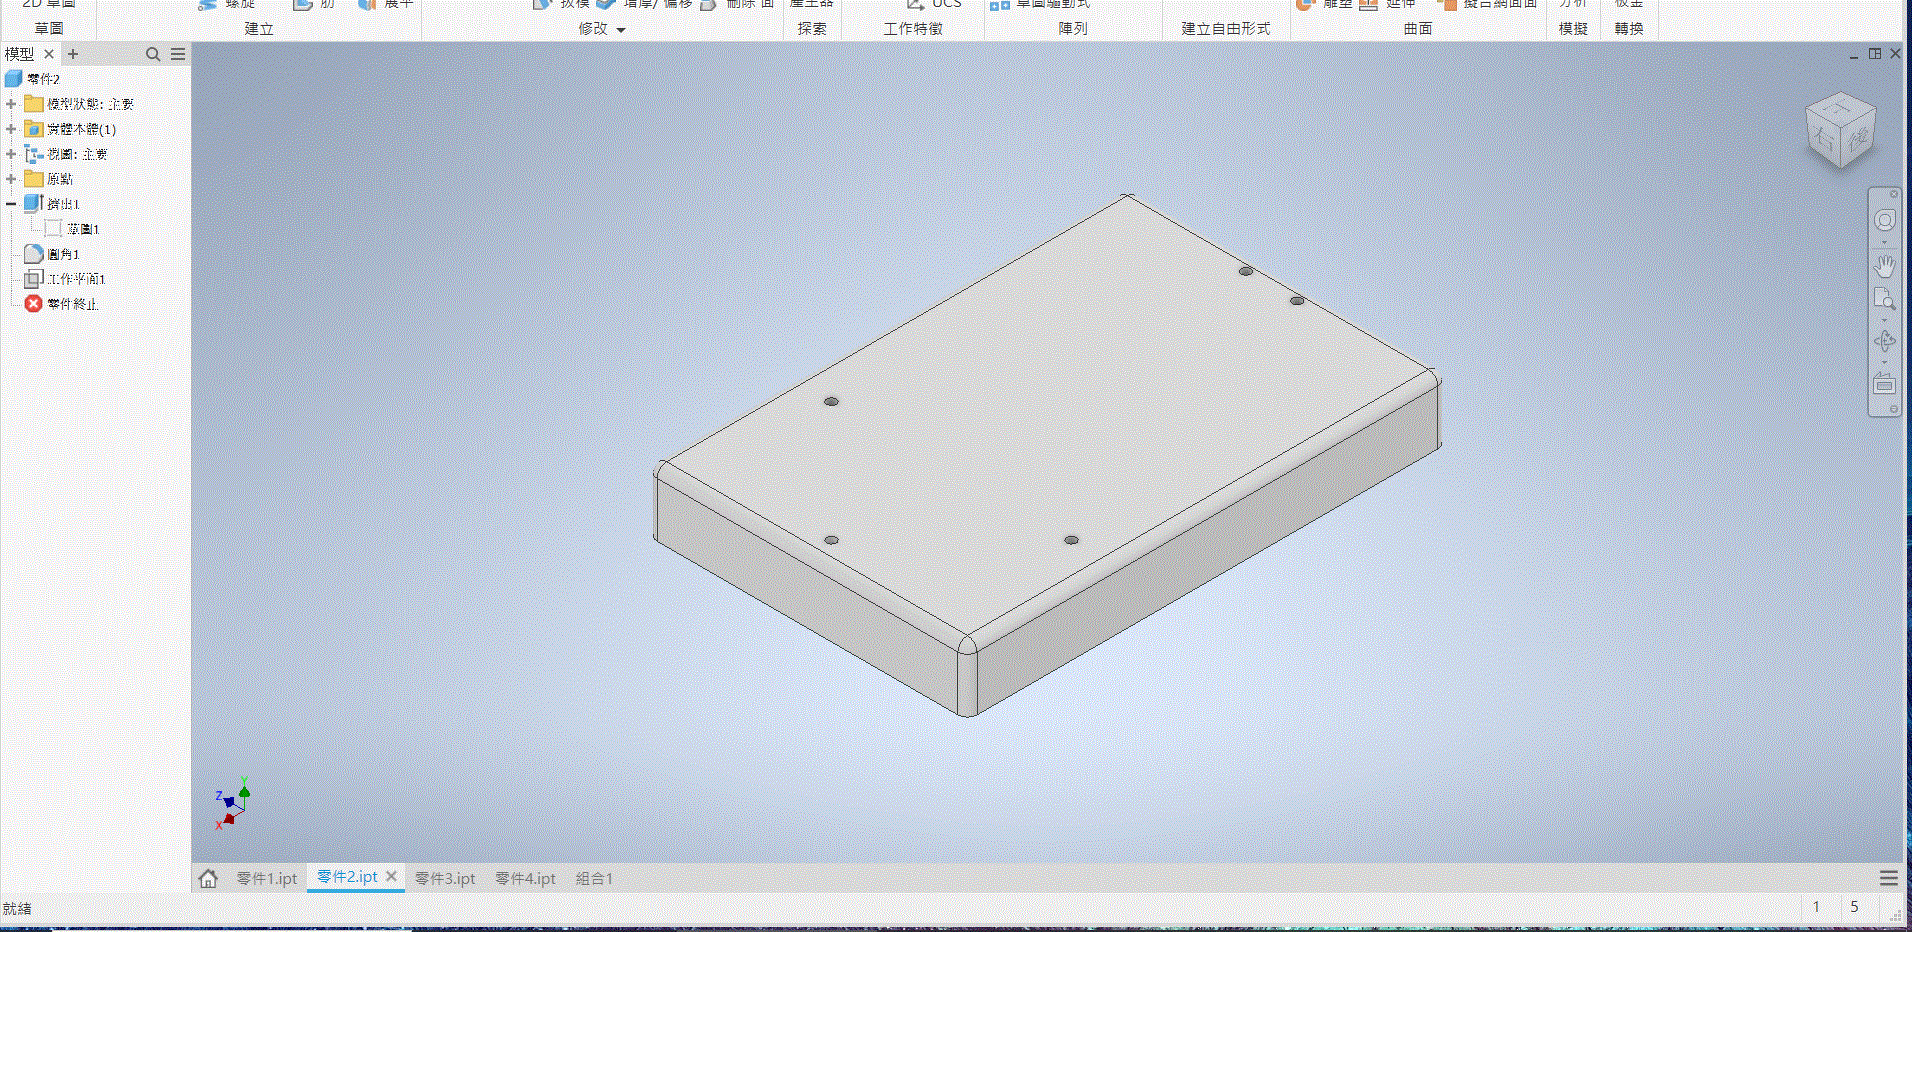 2D 草圖 螺旋 肋 展平 拔模 增厚/ 偏移 刪除 面 產生器 UCS 草圖驅動式 雕塑 延伸 擬合網面面 分析 鈑金
草圖 建立 修改 探索 工作特徵 陣列 建立自由形式 曲面 模擬 轉換
模型
零件2
模型狀態: 主要
實體本體(1)
視圖: 主要
原點
擠出1
草圖1
圓角1
工作平面1
零件終止
上
右 後
Y
Z
X
零件1.ipt 零件2.ipt 零件3.ipt 零件4.ipt 組合1
就緒 1 5